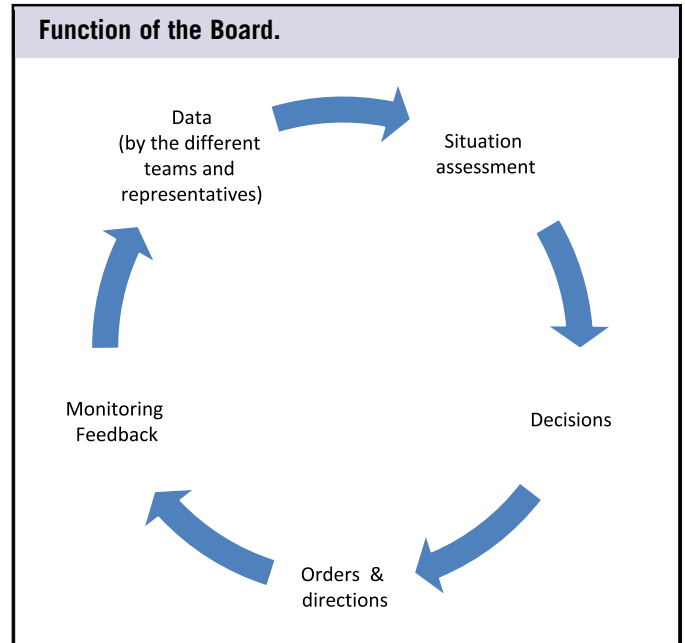 Function of the Board.
Data
(by the different
teams and
representatives)
Situation
assessment
Decisions
Orders & 
directions
Monitoring
Feedback